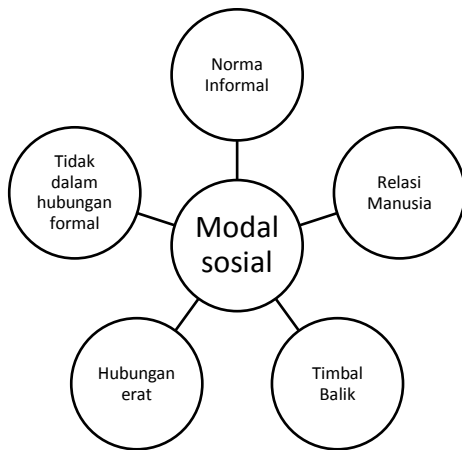 Norma
Informal
Tidak
dalam
hubungan
formal
Relasi
Manusia
Modal
sosial
Hubungan
erat
Timbal
Balik